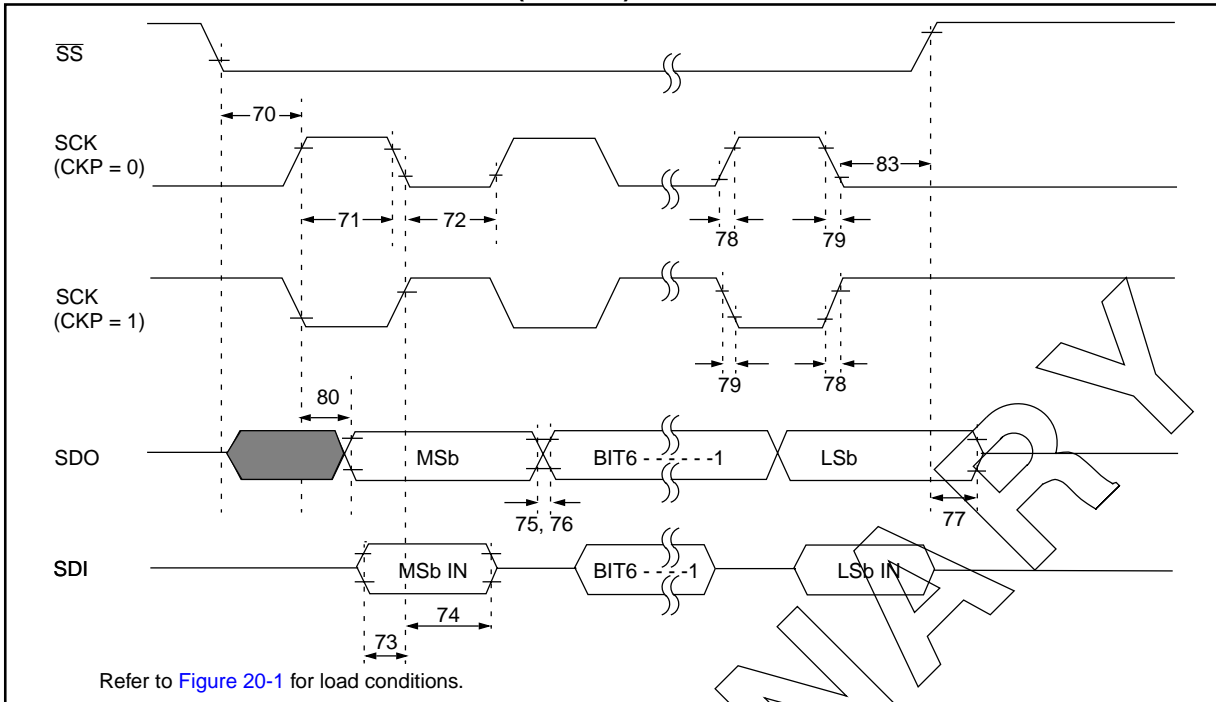 SS
70
SCK
(CKP = 0)
83
71
72
78
79
SCK
(CKP = 1)
79
78
80
SDO
MSb
BIT6 - - - - - -1
LSb
75, 76
77
SDI
MSb IN
BIT6 - - - -1
LSb IN
74
73
Refer to Figure 20-1 for load conditions.
NARY